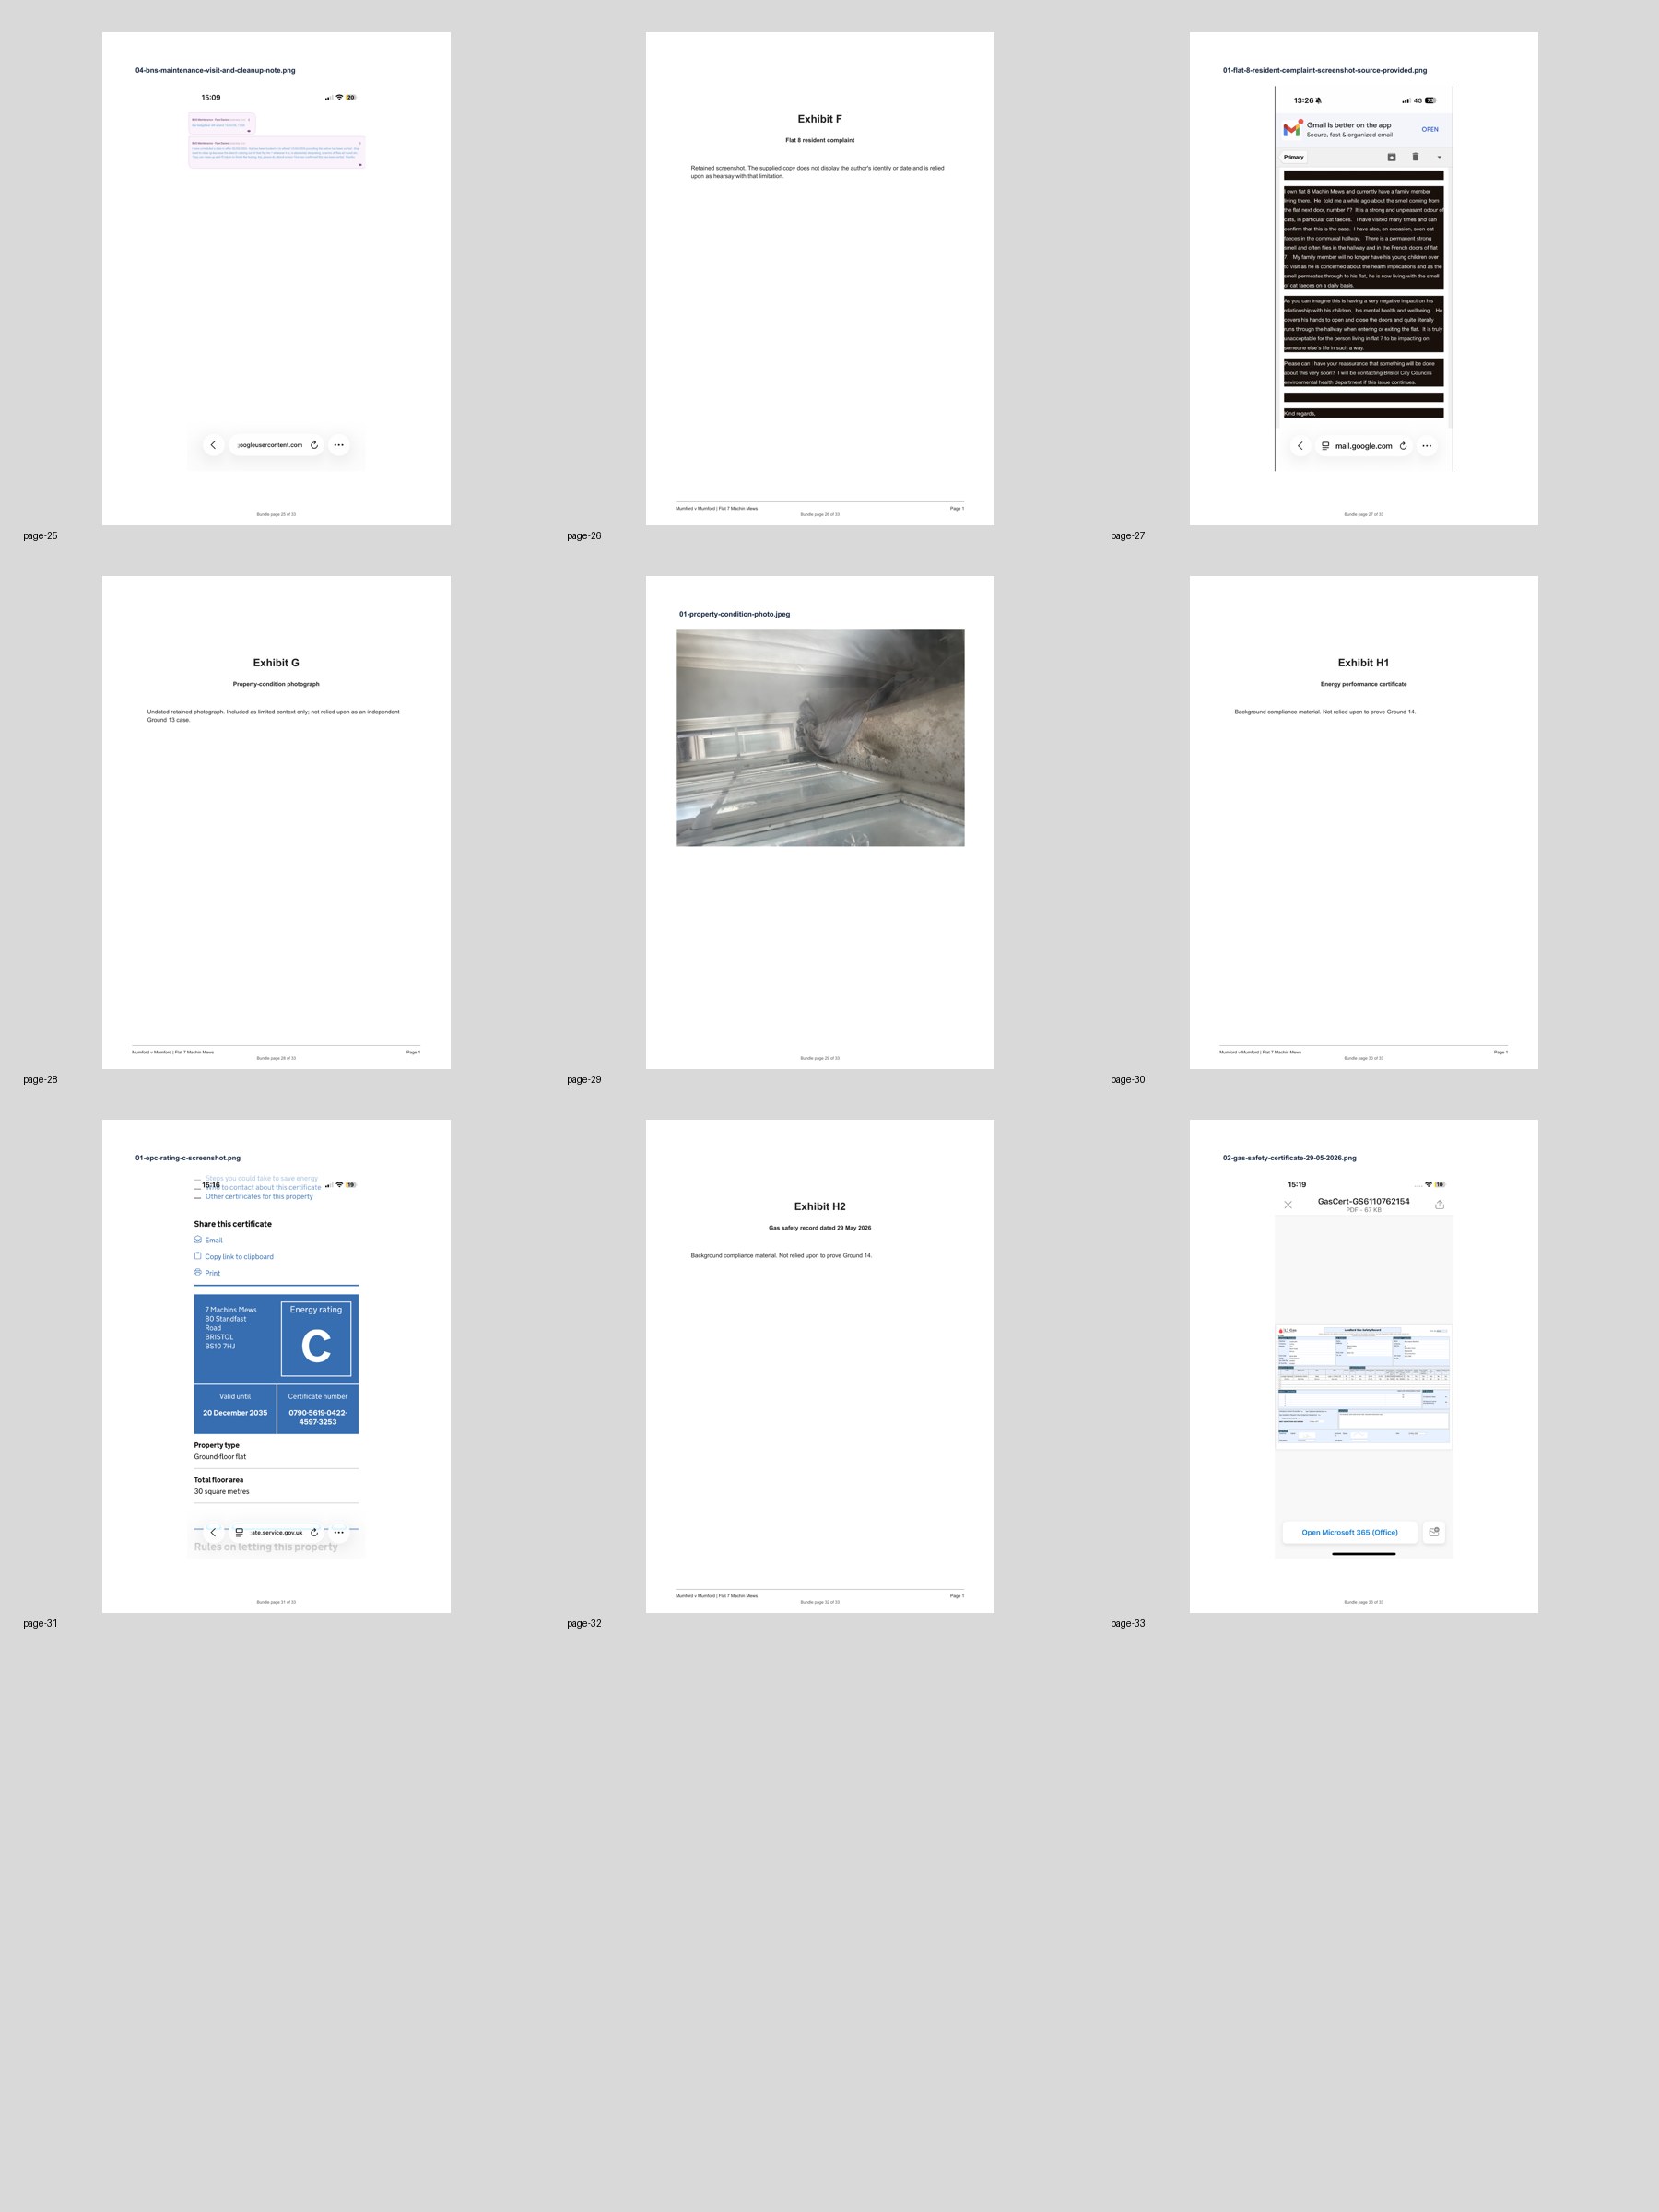 04-bns-maintenance-visit-and-cleanup-note.png
15:09
20
googleusercontent.com
Bundle page 25 of 33
page-25
Exhibit F
Flat 8 resident complaint
Retained screenshot. The supplied copy does not display the author's identity or date and is relied
upon as hearsay with that limitation.
Mumford v Mumford | Flat 7 Machin Mews
Page 1
Bundle page 26 of 33
page-26
01-flat-8-resident-complaint-screenshot-source-provided.png
13:26
4G
Gmail is better on the app
Secure, fast & organized email
OPEN
Primary
I own flat 8 Machin Mews and currently have a family member
living there. He told me a while ago about the smell coming from
the flat next door, number 7? It is a strong and unpleasant odour of
cats, in particular cat faeces. I have visited many times and can
confirm that this is the case. I have also, on occasion, seen cat
faeces in the communal hallway. There is a permanent strong
smell and often flies in the hallway and in the French doors of flat
7. My family member will no longer have his young children over
to visit as he is concerned about the health implications and as the
smell permeates through to his flat, he is now living with the smell
of cat faeces on a daily basis.
As you can imagine this is having a very negative impact on his
relationship with his children, his mental health and wellbeing. He
covers his hands to open and close the doors and quite literally
runs through the hallway when entering or exiting the flat. It is truly
unacceptable for the person living in flat 7 to be impacting on
someone else's life in such a way.
Please can I have your reassurance that something will be done
about this very soon? I will be contacting Bristol City Councils
environmental health department if this issue continues.
Kind regards,
mail.google.com
Bundle page 27 of 33
page-27
Exhibit G
Property-condition photograph
Undated retained photograph. Included as limited context only; not relied upon as an independent
Ground 13 case.
Mumford v Mumford | Flat 7 Machin Mews
Page 1
Bundle page 28 of 33
page-28
01-property-condition-photo.jpeg
Bundle page 29 of 33
page-29
Exhibit H1
Energy performance certificate
Background compliance material. Not relied upon to prove Ground 14.
Mumford v Mumford | Flat 7 Machin Mews
Page 1
Bundle page 30 of 33
page-30
01-epc-rating-c-screenshot.png
Steps you could take to save energy
15:16
19
Who to contact about this certificate
Other certificates for this property
Share this certificate
Email
Copy link to clipboard
Print
7 Machins Mews
80 Standfast
Road
BRISTOL
BS10 7HJ
Energy rating
C
Valid until
20 December 2035
Certificate number
0790-5619-0422-
4597-3253
Property type
Ground-floor flat
Total floor area
30 square metres
ate.service.gov.uk
Rules on letting this property
Bundle page 31 of 33
page-31
Exhibit H2
Gas safety record dated 29 May 2026
Background compliance material. Not relied upon to prove Ground 14.
Mumford v Mumford | Flat 7 Machin Mews
Page 1
Bundle page 32 of 33
page-32
02-gas-safety-certificate-29-05-2026.png
15:19
GasCert-GS6110762154
PDF - 67 KB
Landlord Gas Safety Record
Open Microsoft 365 (Office)
Bundle page 33 of 33
page-33